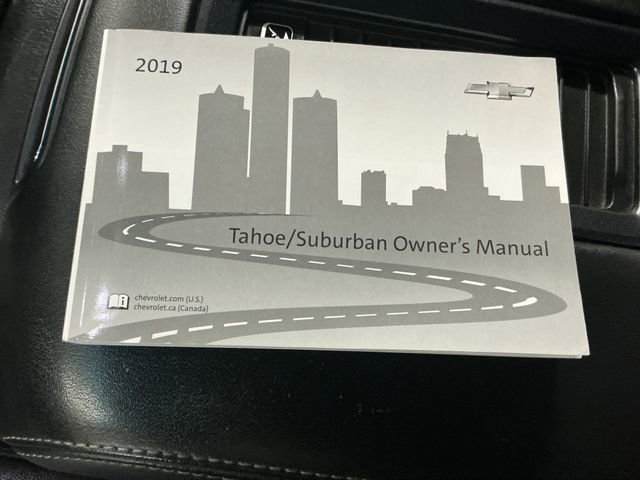 2019
Tahoe/Suburban Owner's Manual
chevrolet.com (U.S.)
chevrolet.ca (Canada)